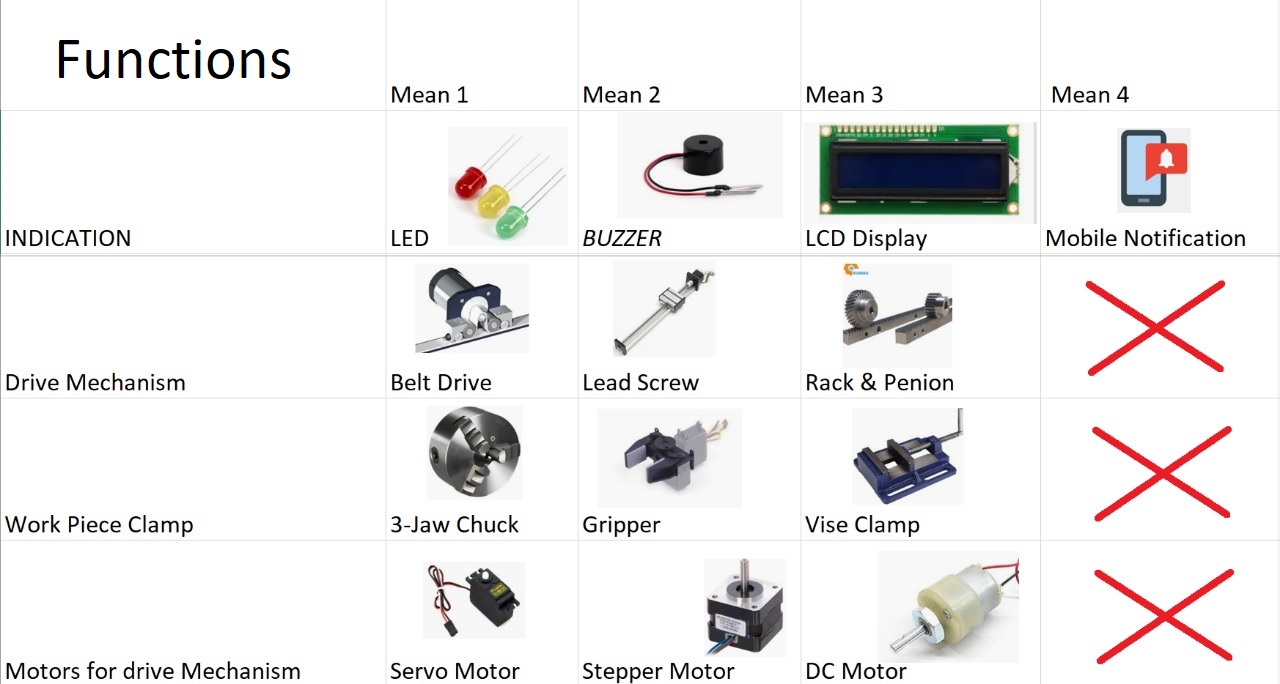 Functions
Mean 1
Mean 2
Mean 3
Mean 4
INDICATION
LED
BUZZER
LCD Display
Mobile Notification
Drive Mechanism
Belt Drive
Lead Screw
Rack & Penion
Work Piece Clamp
3-Jaw Chuck
Gripper
Vise Clamp
Motors for drive Mechanism
Servo Motor
Stepper Motor
DC Motor